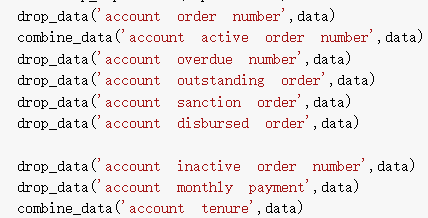 drop_data('account order number',data)
combine_data('account active order number',data)
drop_data('account overdue number',data)
drop_data('account outstanding order',data)
drop_data('account sanction order',data)
drop_data('account disbursed order',data)
drop_data('account inactive order number',data)
drop_data('account monthly payment',data)
combine_data('account tenure',data)